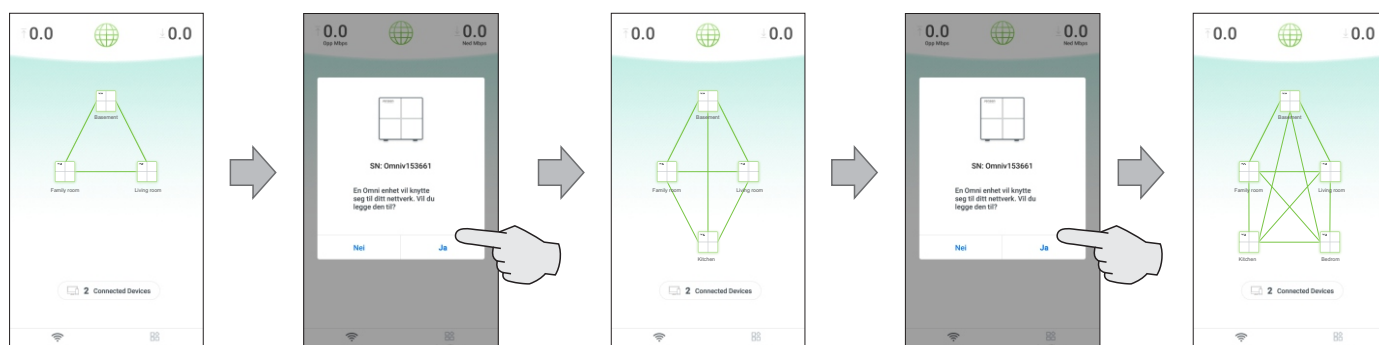 0.0 0.0
Basement
Family room Living room
2 Connected Devices
0.0 0.0
Opp Mbps Ned Mbps
SN: Omniv153661
En Omni enhet vil knytte
seg til ditt nettverk. Vil du
legge den til?
Nei Ja
0.0 0.0
Basement
Family room Living room
Kitchen
2 Connected Devices
0.0 0.0
Opp Mbps Ned Mbps
SN: Omniv153661
En Omni enhet vil knytte
seg til ditt nettverk. Vil du
legge den til?
Nei Ja
0.0 0.0
Basement
Family room Living room
Kitchen Bedrom
2 Connected Devices